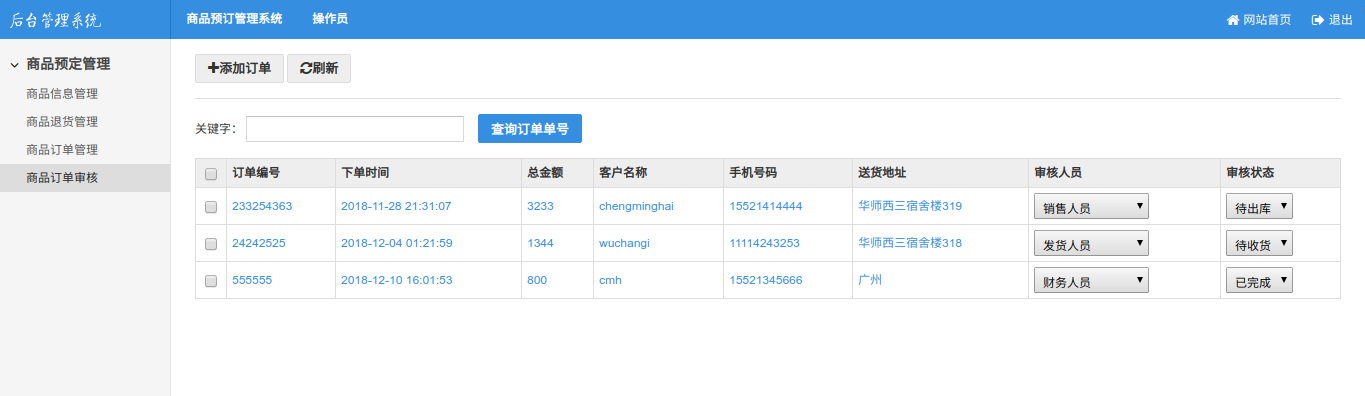 后台管理系统 商品预订管理系统 操作员 网站首页 退出
商品预定管理
商品信息管理
商品退货管理
商品订单管理
商品订单审核
添加订单 刷新
关键字: 查询订单单号
订单编号 下单时间 总金额 客户名称 手机号码 送货地址 审核人员 审核状态
233254363 2018-11-28 21:31:07 3233 chengminghai 15521414444 华师西三宿舍楼319 销售人员 待出库
24242525 2018-12-04 01:21:59 1344 wuchangi 11114243253 华师西三宿舍楼318 发货人员 待收货
555555 2018-12-10 16:01:53 800 cmh 15521345666 广州 财务人员 已完成